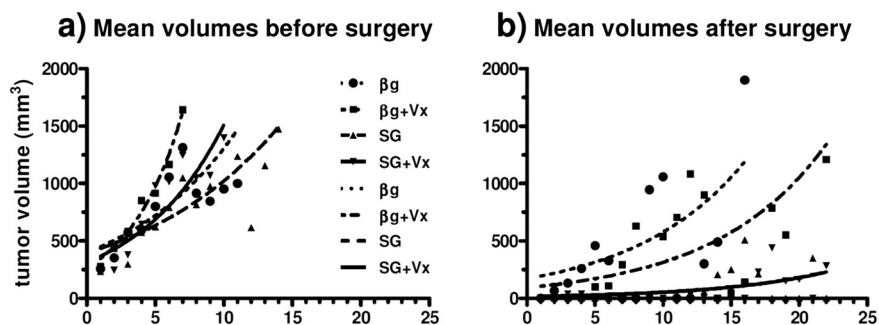 a) Mean volumes before surgery
b) Mean volumes after surgery
tumor volume (mm³)
2000
1500
1000
500
0
0 5 10 15 20 25
βg
βg+Vx
SG
SG+Vx
βg
βg+Vx
SG
SG+Vx
2000
1500
1000
500
0
0 5 10 15 20 25